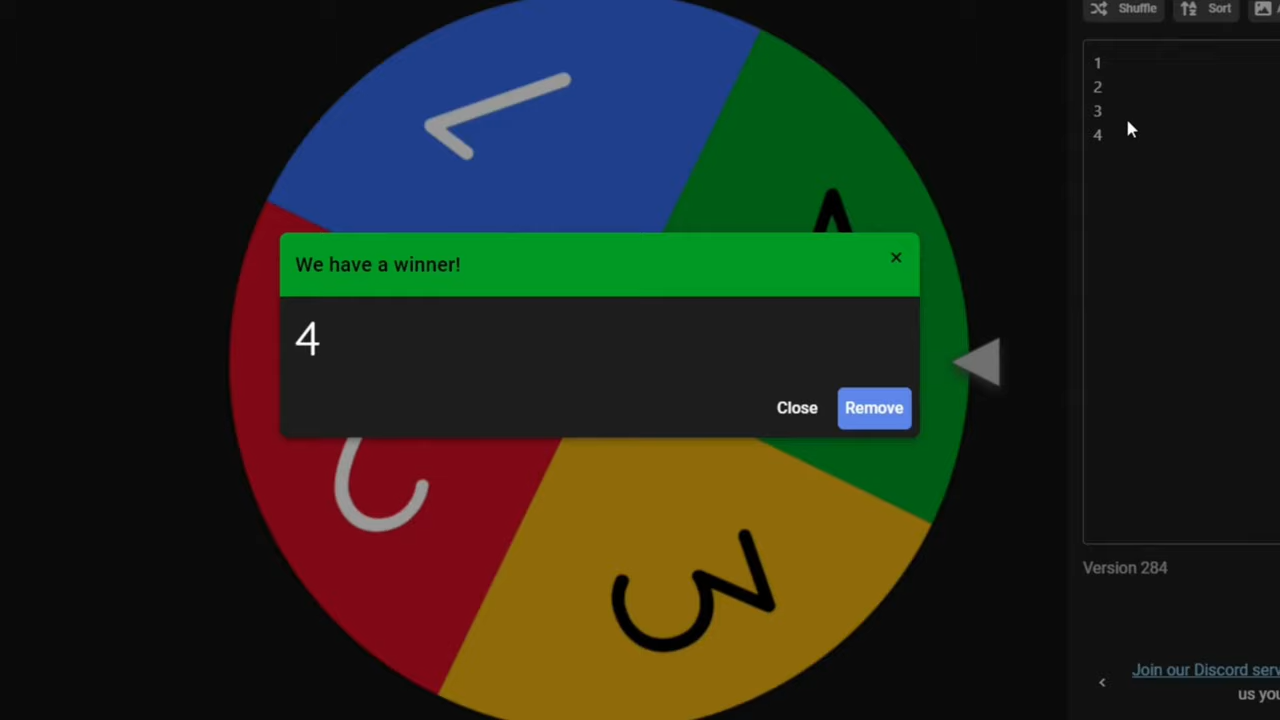 Shuffle
Sort
1
2
3
4
1
We have a winner!
4
Close
Remove
3
Version 284
Join our Discord serv
us you